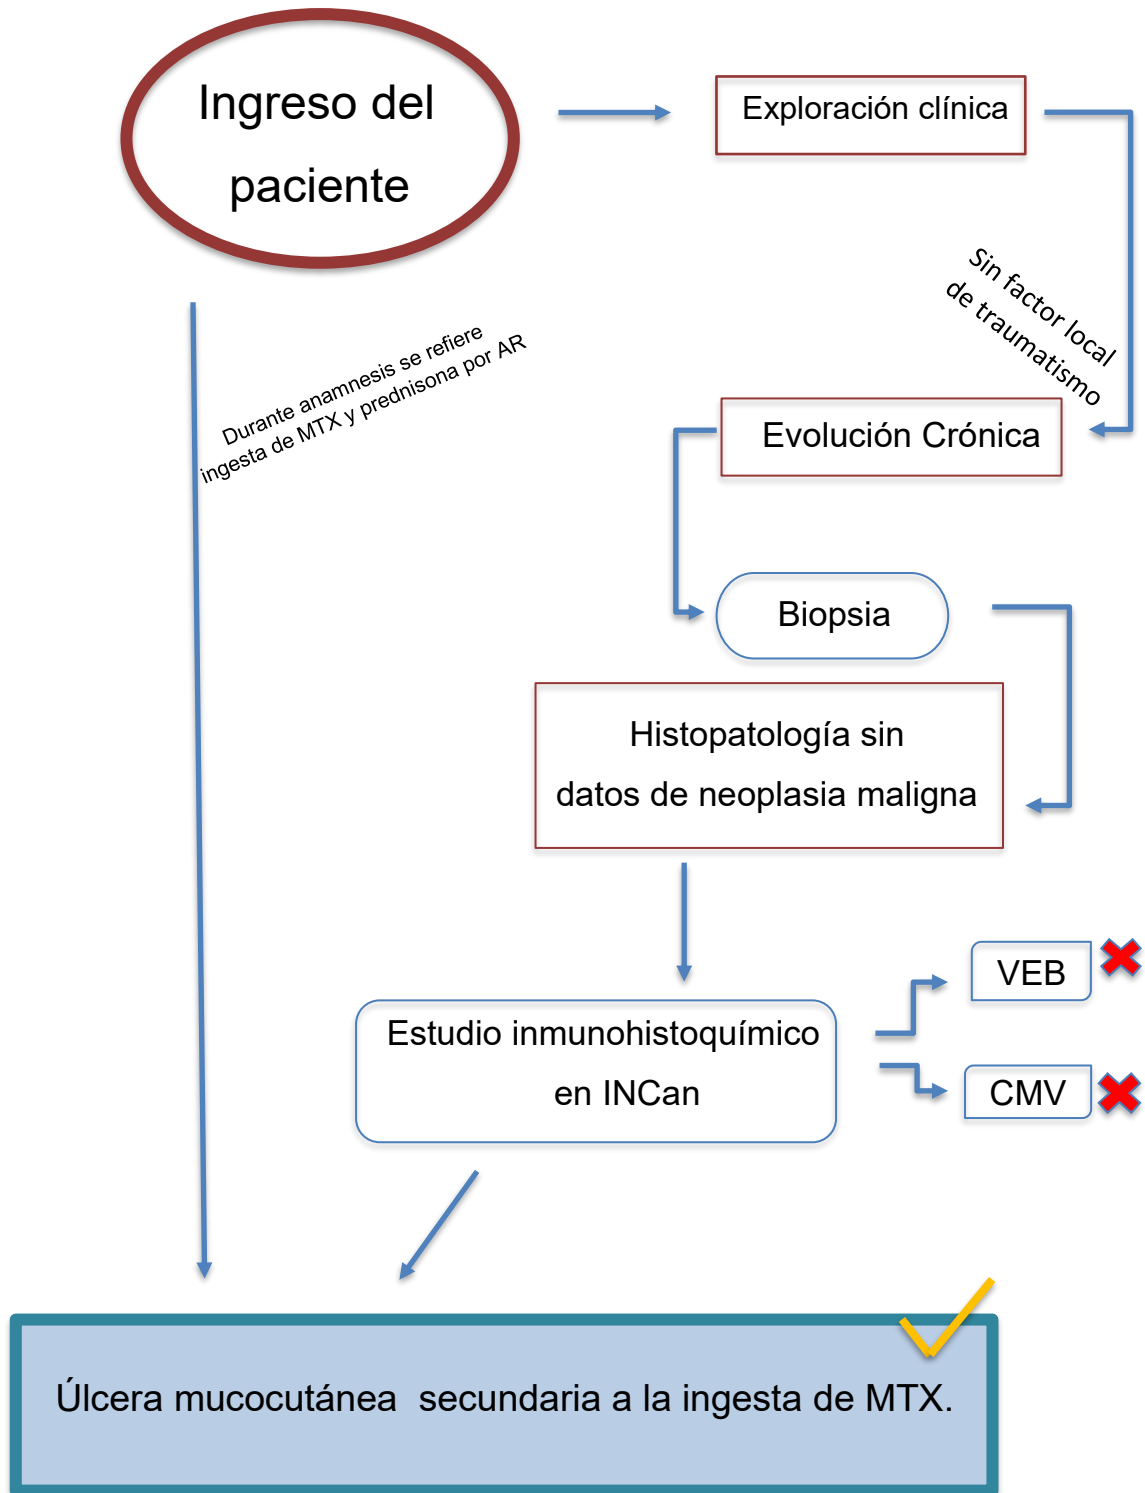 Ingreso del
paciente
Exploración clínica
Sin factor local
de traumatismo
Durante anamnesis se refiere
ingesta de MTX y prednisona por AR
Evolución Crónica
Biopsia
Histopatología sin
datos de neoplasia maligna
VEB
Estudio inmunohistoquímico
en INCan
CMV
Úlcera mucocutánea secundaria a la ingesta de MTX.